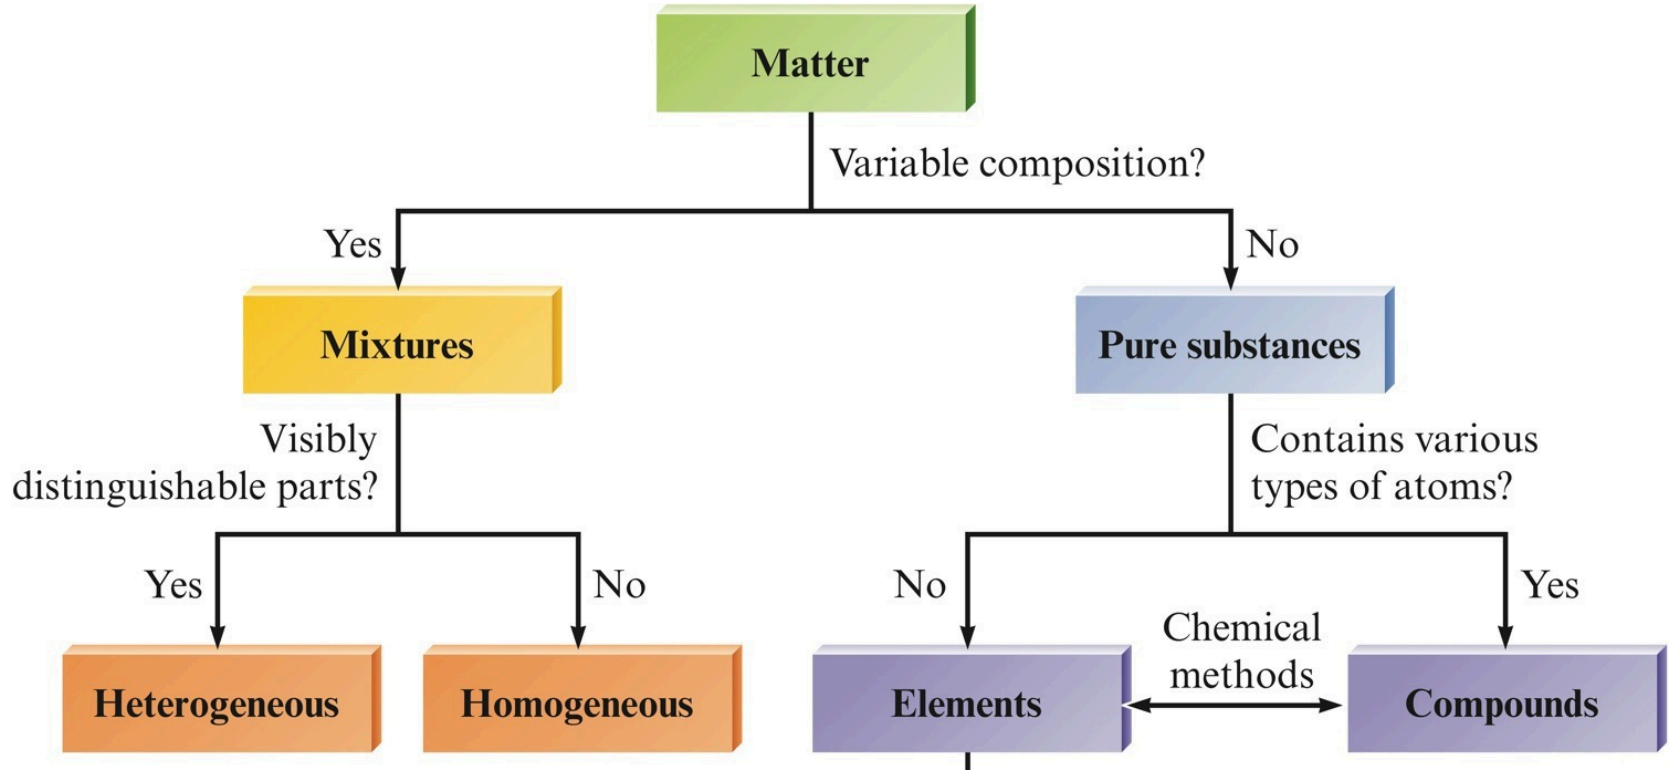 Matter
Variable composition?
Yes
No
Mixtures
Pure substances
Visibly
distinguishable parts?
Contains various
types of atoms?
Yes
No
No
Yes
Chemical
methods
Heterogeneous
Homogeneous
Elements
Compounds